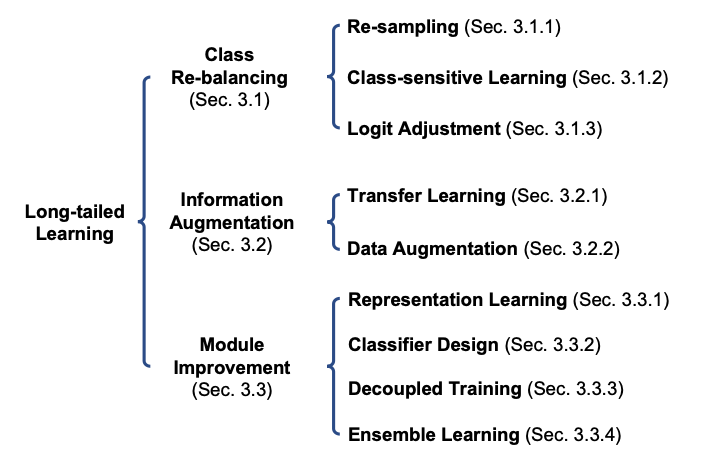 Long-tailed
Learning
Class
Re-balancing
(Sec. 3.1)
Re-sampling (Sec. 3.1.1)
Class-sensitive Learning (Sec. 3.1.2)
Logit Adjustment (Sec. 3.1.3)
Information
Augmentation
(Sec. 3.2)
Transfer Learning (Sec. 3.2.1)
Data Augmentation (Sec. 3.2.2)
Module
Improvement
(Sec. 3.3)
Representation Learning (Sec. 3.3.1)
Classifier Design (Sec. 3.3.2)
Decoupled Training (Sec. 3.3.3)
Ensemble Learning (Sec. 3.3.4)